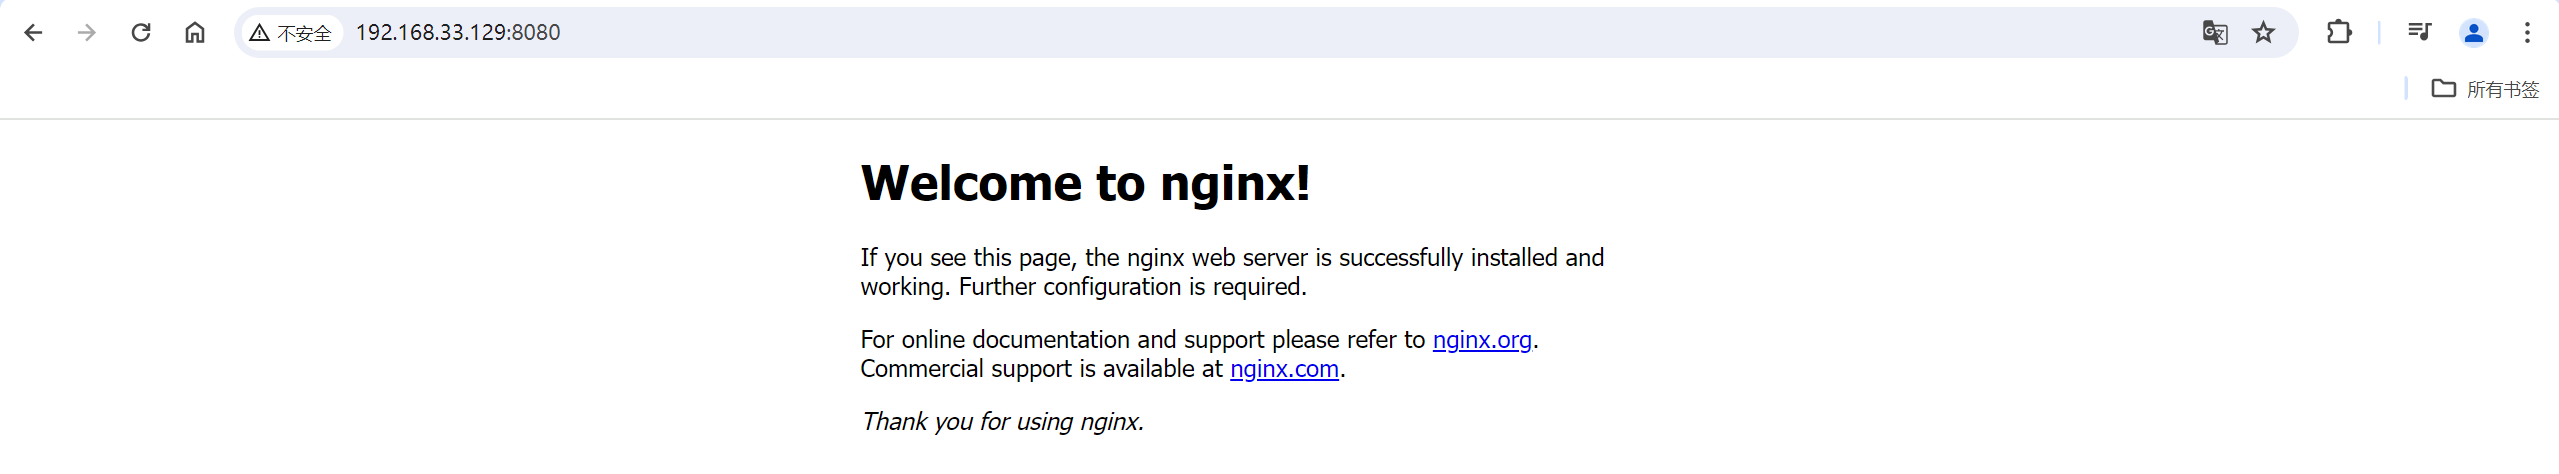 不安全 192.168.33.129:8080
所有书签
Welcome to nginx!
If you see this page, the nginx web server is successfully installed and
working. Further configuration is required.
For online documentation and support please refer to nginx.org.
Commercial support is available at nginx.com.
Thank you for using nginx.